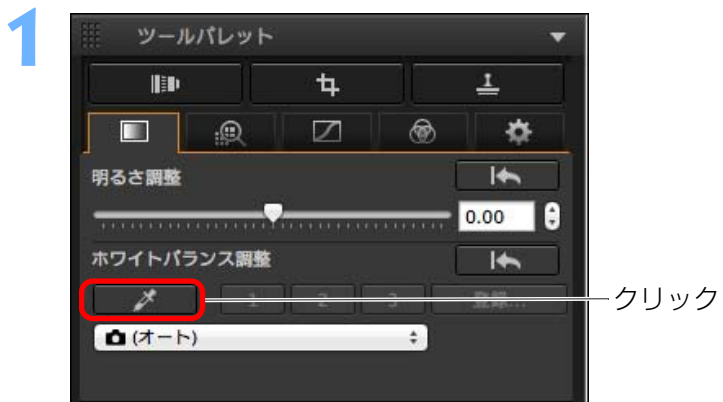 1
ツールパレット
明るさ調整
0.00
ホワイトバランス調整
1 2 3 登録...
クリック
(オート)